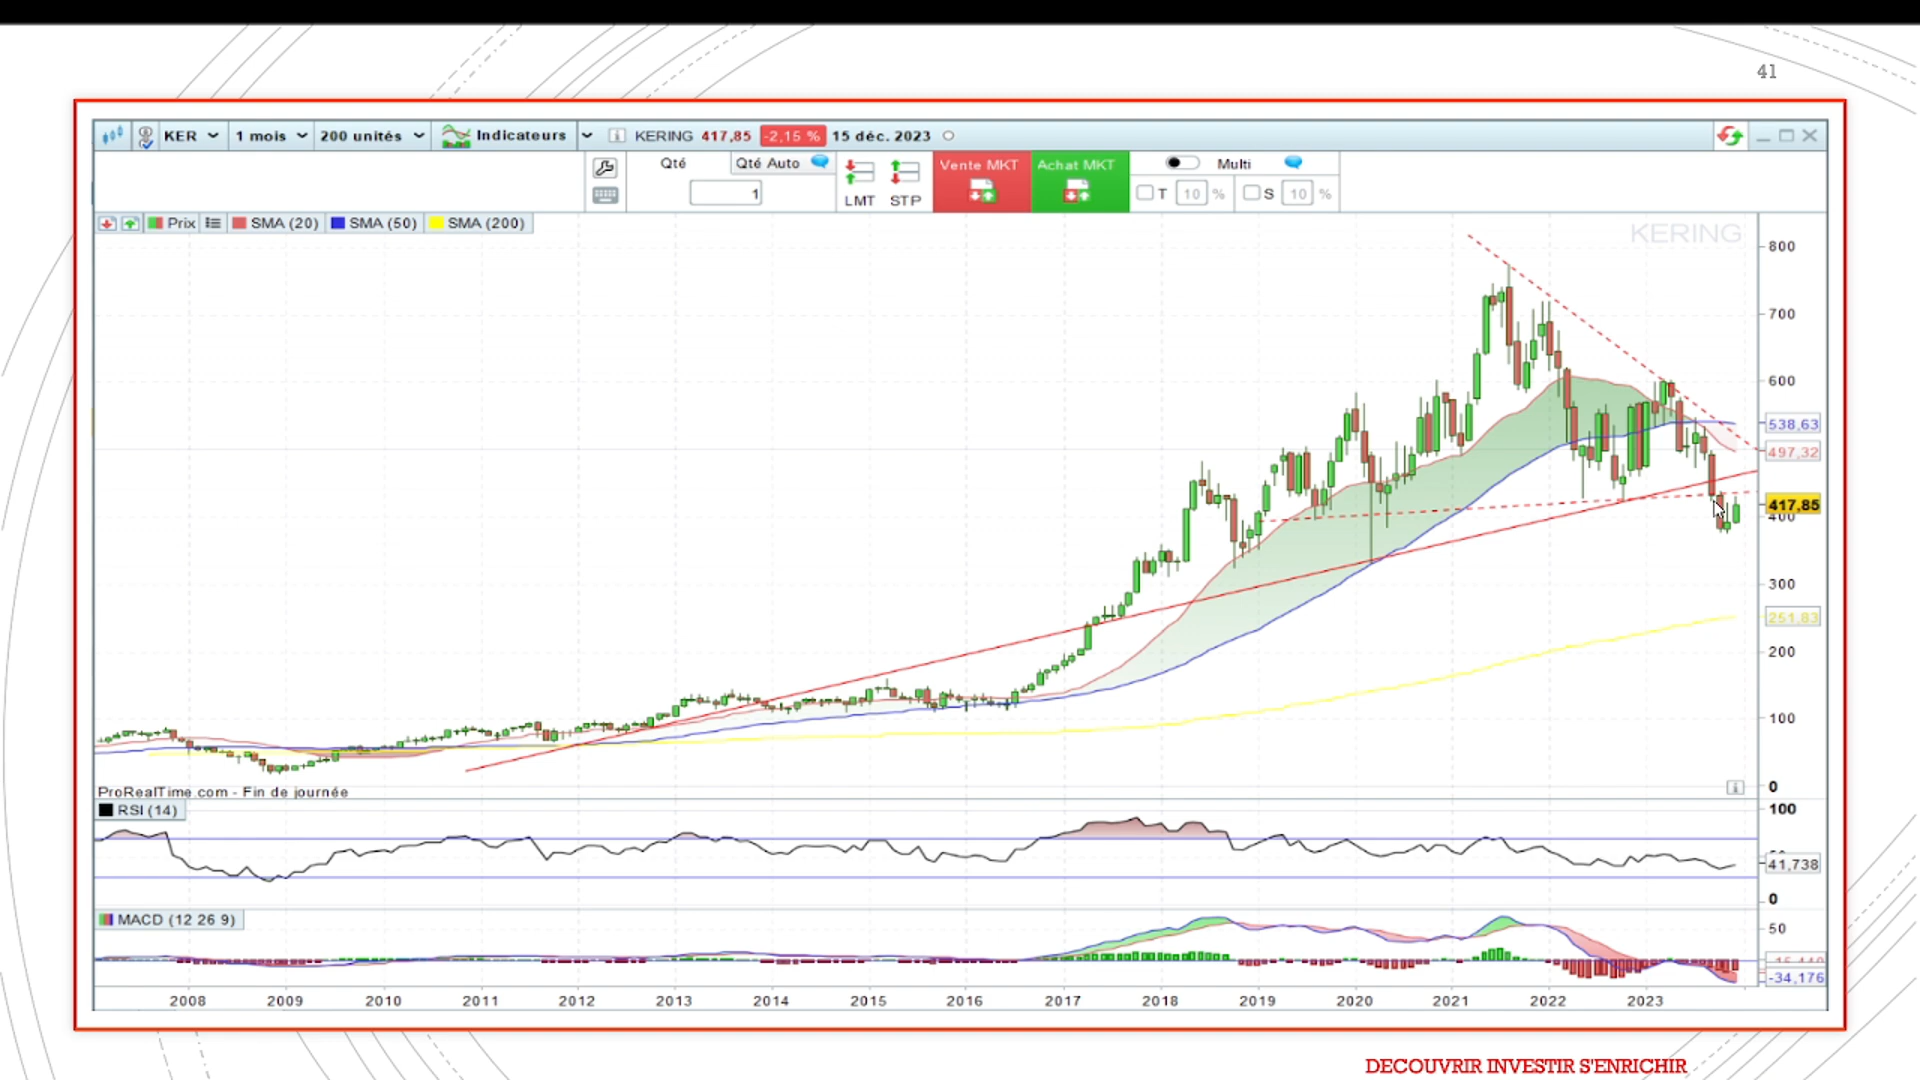 41
KER 1 mois 200 unités Indicateurs KERING 417,85 -2,15 % 15 déc. 2023
Qté Qté Auto Vente MKT Achat MKT Multi
1 LMT STP T 10 % S 10 %
Prix SMA (20) SMA (50) SMA (200)
KERING
800
700
600
538,63
497,32
417,85
400
300
251,83
200
100
0
ProRealTime.com - Fin de journée
RSI (14)
100
41,738
0
MACD (12 26 9)
50
-34,176
2008 2009 2010 2011 2012 2013 2014 2015 2016 2017 2018 2019 2020 2021 2022 2023
DECOUVRIR INVESTIR S'ENRICHIR